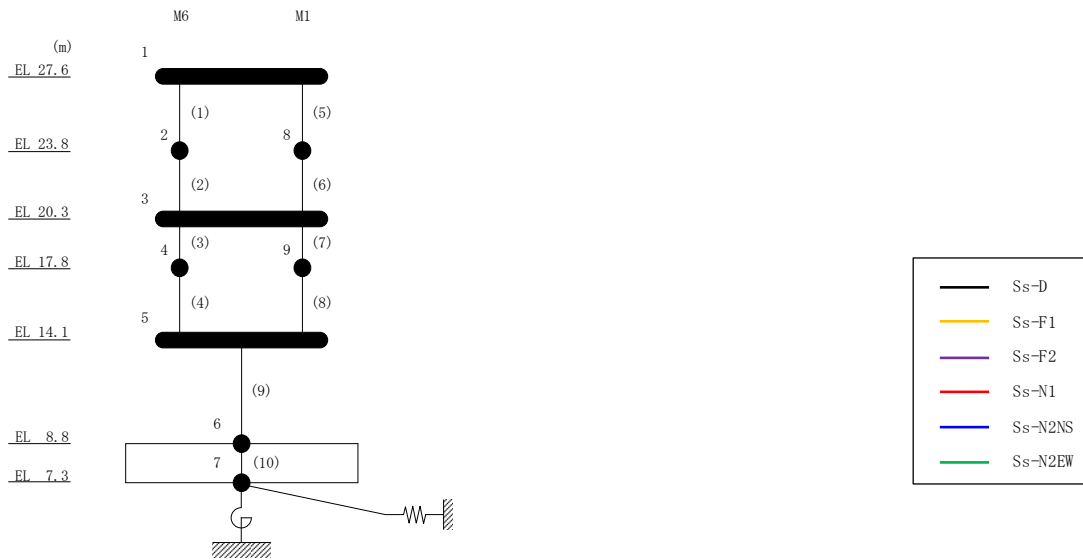 M6 M1
(m)
1
EL 27.6
(1) (5)
2 8
EL 23.8
(2) (6)
3
EL 20.3
(3) (7)
4 9
EL 17.8
(4) (8)
5
EL 14.1
(9)
6
EL 8.8
7 (10)
EL 7.3
Ss-D
Ss-F1
Ss-F2
Ss-N1
Ss-N2NS
Ss-N2EW